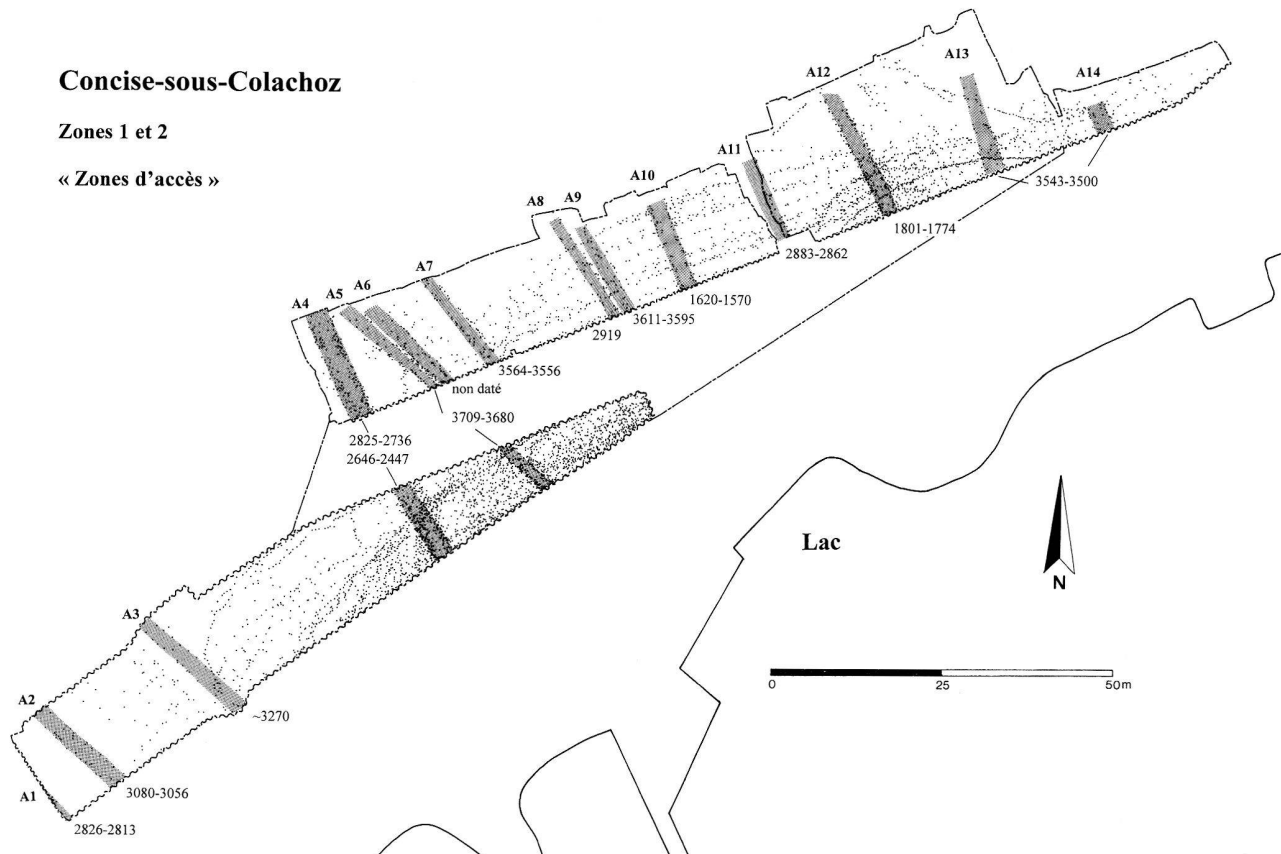 Concise-sous-Colachoz
Zones 1 et 2
« Zones d'accès »
A13
A14
A12
A11
A10
A9
A8
A7
A6
A5
A4
3543-3500
1801-1774
2883-2862
1620-1570
3611-3595
2919
3564-3556
non daté
3709-3680
2825-2736
2646-2447
Lac
N
0
25
50m
A3
~3270
A2
3080-3056
A1
2826-2813